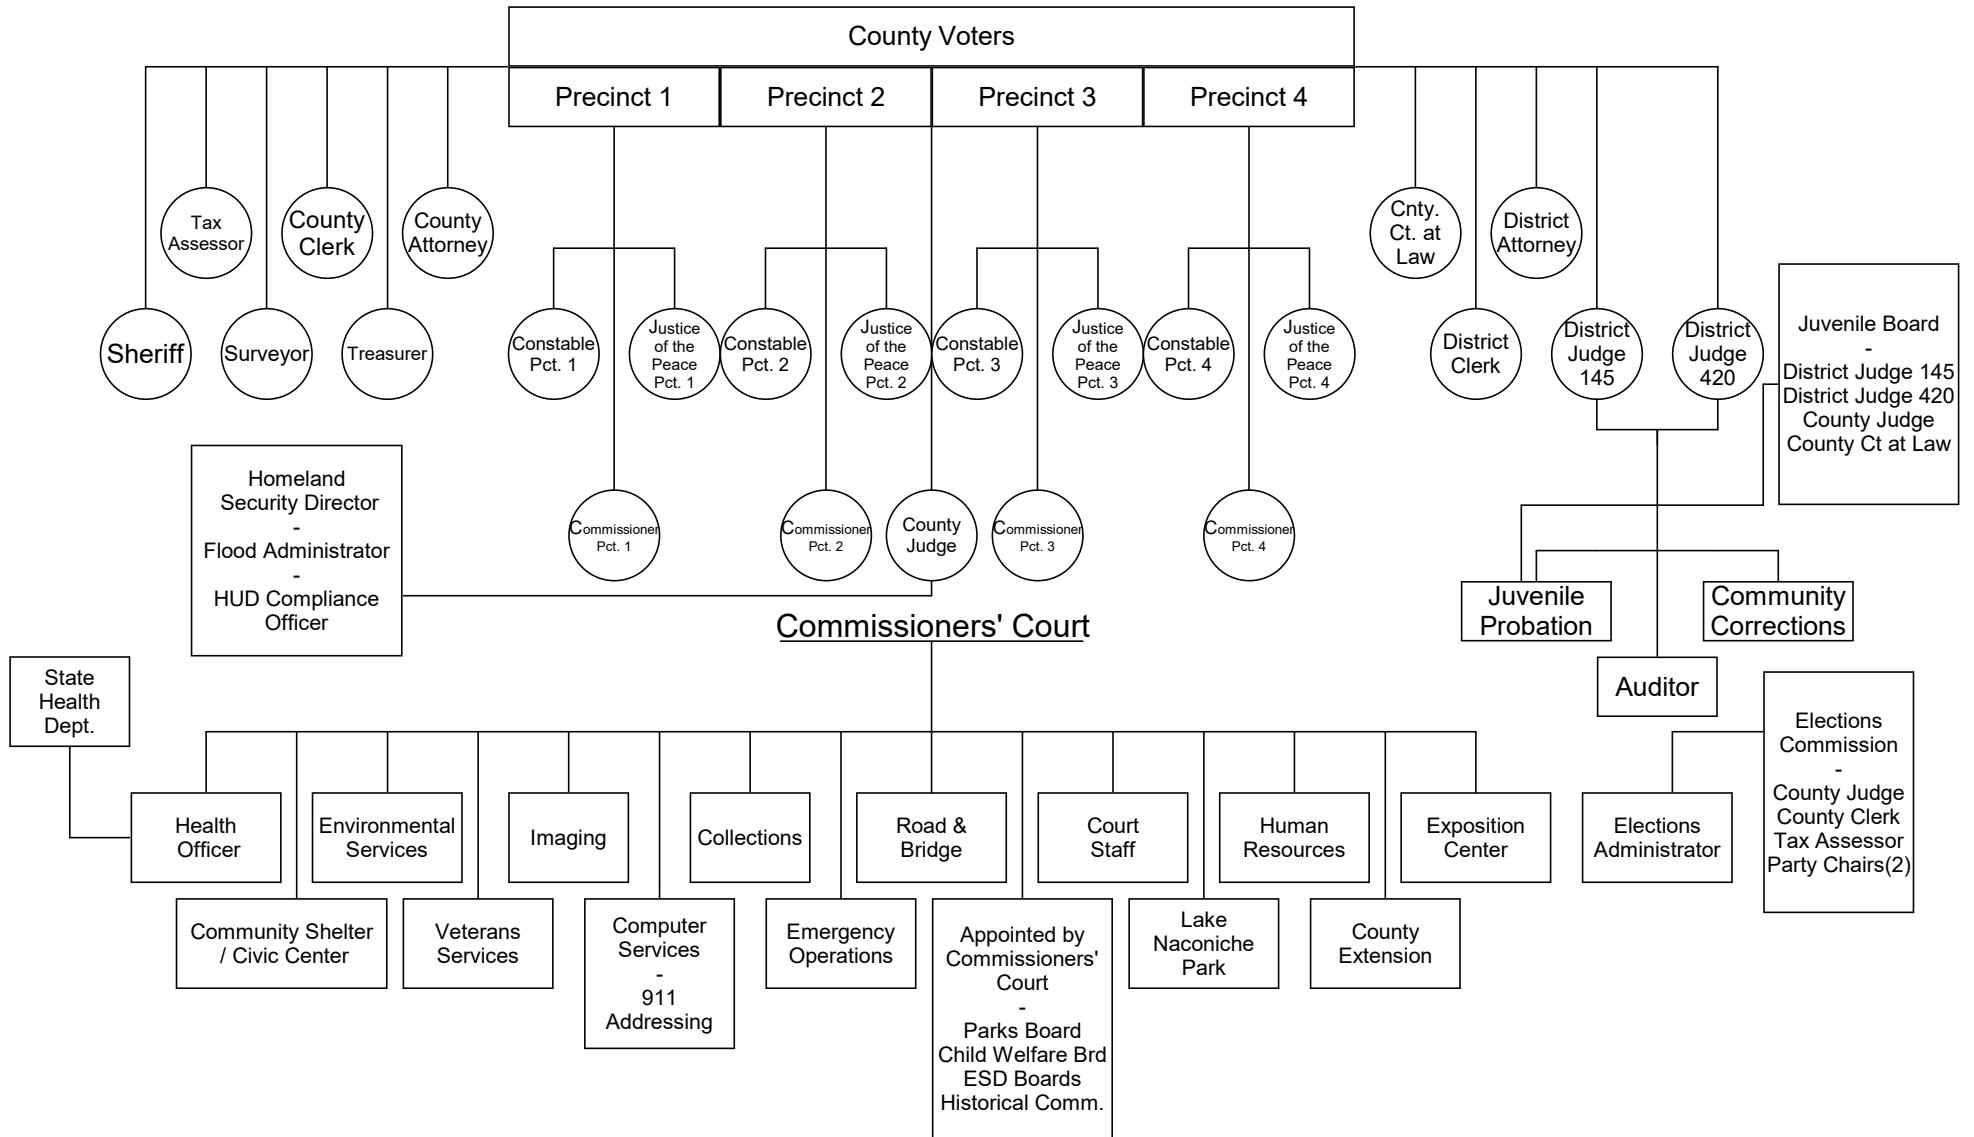 County Voters
Precinct 1
Precinct 2
Precinct 3
Precinct 4
Tax
Assessor
County
Clerk
County
Attorney
Cnty.
Ct. at
Law
District
Attorney
Sheriff
Surveyor
Treasurer
Constable
Pct. 1
Justice
of the
Peace
Pct. 1
Constable
Pct. 2
Justice
of the
Peace
Pct. 2
Constable
Pct. 3
Justice
of the
Peace
Pct. 3
Constable
Pct. 4
Justice
of the
Peace
Pct. 4
District
Clerk
District
Judge
145
District
Judge
420
Juvenile Board
-
District Judge 145
District Judge 420
County Judge
County Ct at Law
Homeland
Security Director
-
Flood Administrator
-
HUD Compliance
Officer
Commissioner
Pct. 1
Commissioner
Pct. 2
County
Judge
Commissioner
Pct. 3
Commissioner
Pct. 4
Commissioners' Court
Juvenile
Probation
Community
Corrections
Auditor
State
Health
Dept.
Elections
Commission
-
County Judge
County Clerk
Tax Assessor
Party Chairs(2)
Health
Officer
Environmental
Services
Imaging
Collections
Road &
Bridge
Court
Staff
Human
Resources
Exposition
Center
Elections
Administrator
Community Shelter
/ Civic Center
Veterans
Services
Computer
Services
-
911
Addressing
Emergency
Operations
Appointed by
Commissioners'
Court
-
Parks Board
Child Welfare Brd
ESD Boards
Historical Comm.
Lake
Naconiche
Park
County
Extension